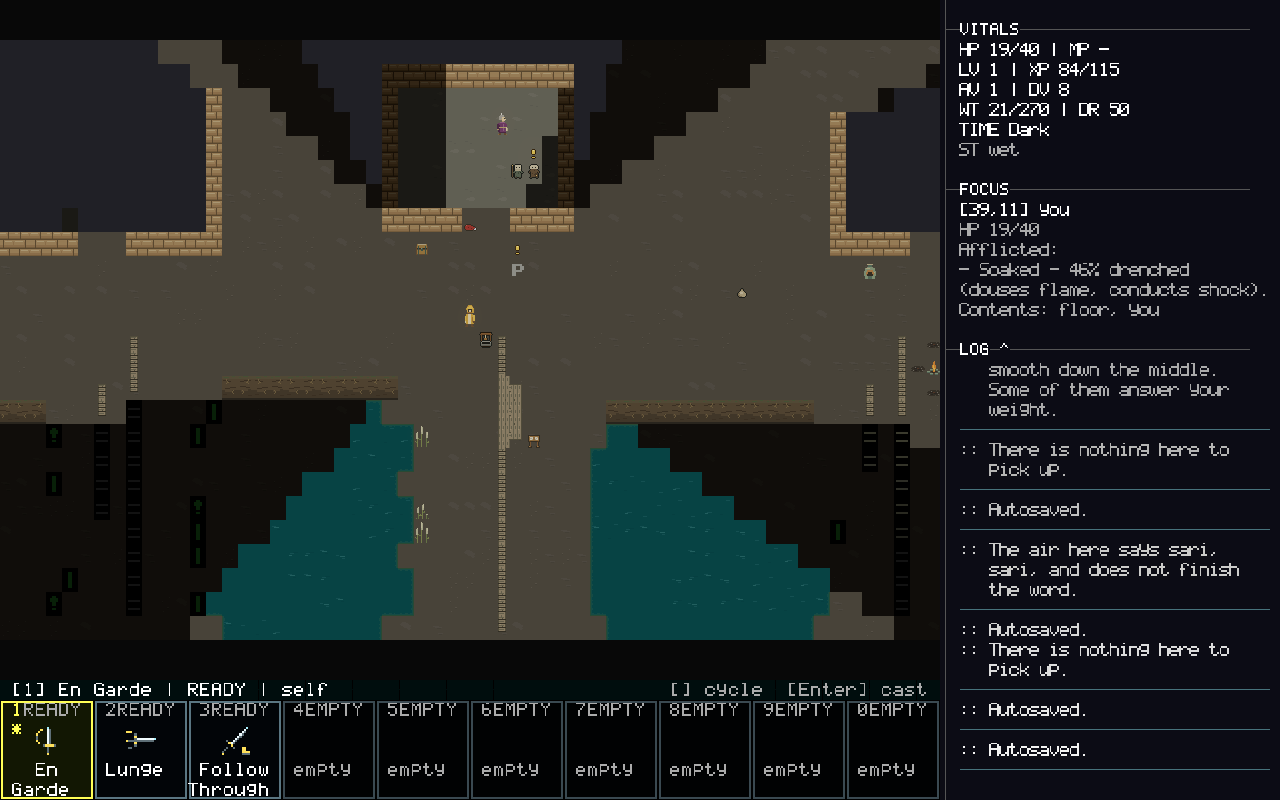 VITALS
HP 19/40 | MP -
LV 1 | XP 84/115
AV 1 | DV 8
WT 21/270 | DR 50
TIME Dark
ST wet
FOCUS
[39,11] You
HP 19/40
Afflicted:
- Soaked - 46% drenched
(douses flame, conducts shock).
Contents: floor, You
LOG ^
smooth down the middle.
Some of them answer your
weight.
:: There is nothing here to
Pick up.
:: Autosaved.
:: The air here says sari,
sari, and does not finish
the word.
:: Autosaved.
:: There is nothing here to
Pick up.
:: Autosaved.
:: Autosaved.
P
[1] En Garde | READY | self
[] cycle [Enter] cast
1READY 2READY 3READY 4EMPTY 5EMPTY 6EMPTY 7EMPTY 8EMPTY 9EMPTY 0EMPTY
*
En Garde
Lunge
Follow Through
empty empty empty empty empty empty empty